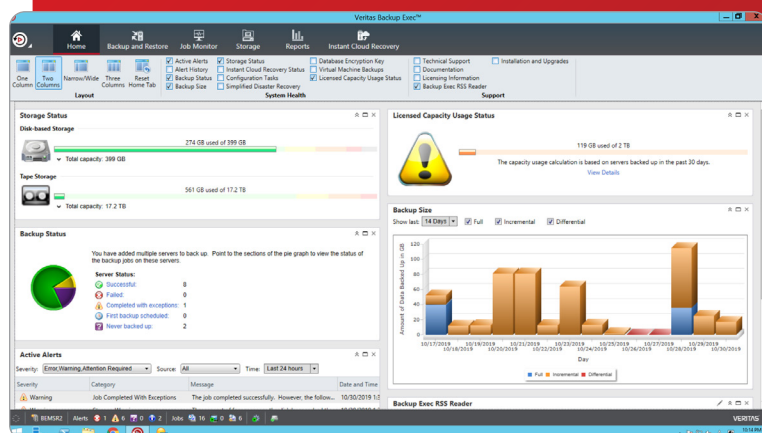 Veritas Backup Exec™
Home
Backup and Restore
Job Monitor
Storage
Reports
Instant Cloud Recovery
One Column
Two Columns
Narrow/Wide
Three Columns
Reset Home Tab
Layout
Active Alerts
Alert History
Backup Status
Backup Size
Storage Status
Instant Cloud Recovery Status
Configuration Tasks
Simplified Disaster Recovery
Database Encryption Key
Virtual Machine Backups
Licensed Capacity Usage Status
System Health
Technical Support
Documentation
Licensing Information
Backup Exec RSS Reader
Installation and Upgrades
Support
Storage Status
Disk-based Storage
274 GB used of 399 GB
Total capacity: 399 GB
Tape Storage
561 GB used of 17.2 TB
Total capacity: 17.2 TB
Backup Status
You have added multiple servers to back up. Point to the sections of the pie graph to view the status of
the backup jobs on these servers.
Server Status:
Successful: 0
Failed: 0
Completed with exceptions: 1
First backup scheduled: 0
Never backed up: 2
Active Alerts
Severity: Error,Warning,Attention Required Source: All Time: Last 24 hours
Severity Category Message Date and Time
Warning Job Completed With Exceptions The job completed successfully. However, the follow... 10/30/2019 1:
Licensed Capacity Usage Status
119 GB used of 2 TB
The capacity usage calculation is based on servers backed up in the past 30 days.
View Details
Backup Size
Show last: 14 Days Full Incremental Differential
Amount of Data Backed Up in GB
120
100
80
60
40
20
0
10/17/2019 10/19/2019 10/21/2019 10/23/2019 10/25/2019 10/27/2019 10/29/2019
10/18/2019 10/20/2019 10/22/2019 10/24/2019 10/26/2019 10/28/2019 10/30/2019
Day
Full Incremental Differential
Backup Exec RSS Reader
BEMSR2 Alerts 1 6 0 2 Jobs 16 0 6
VERITAS
10:14 PM